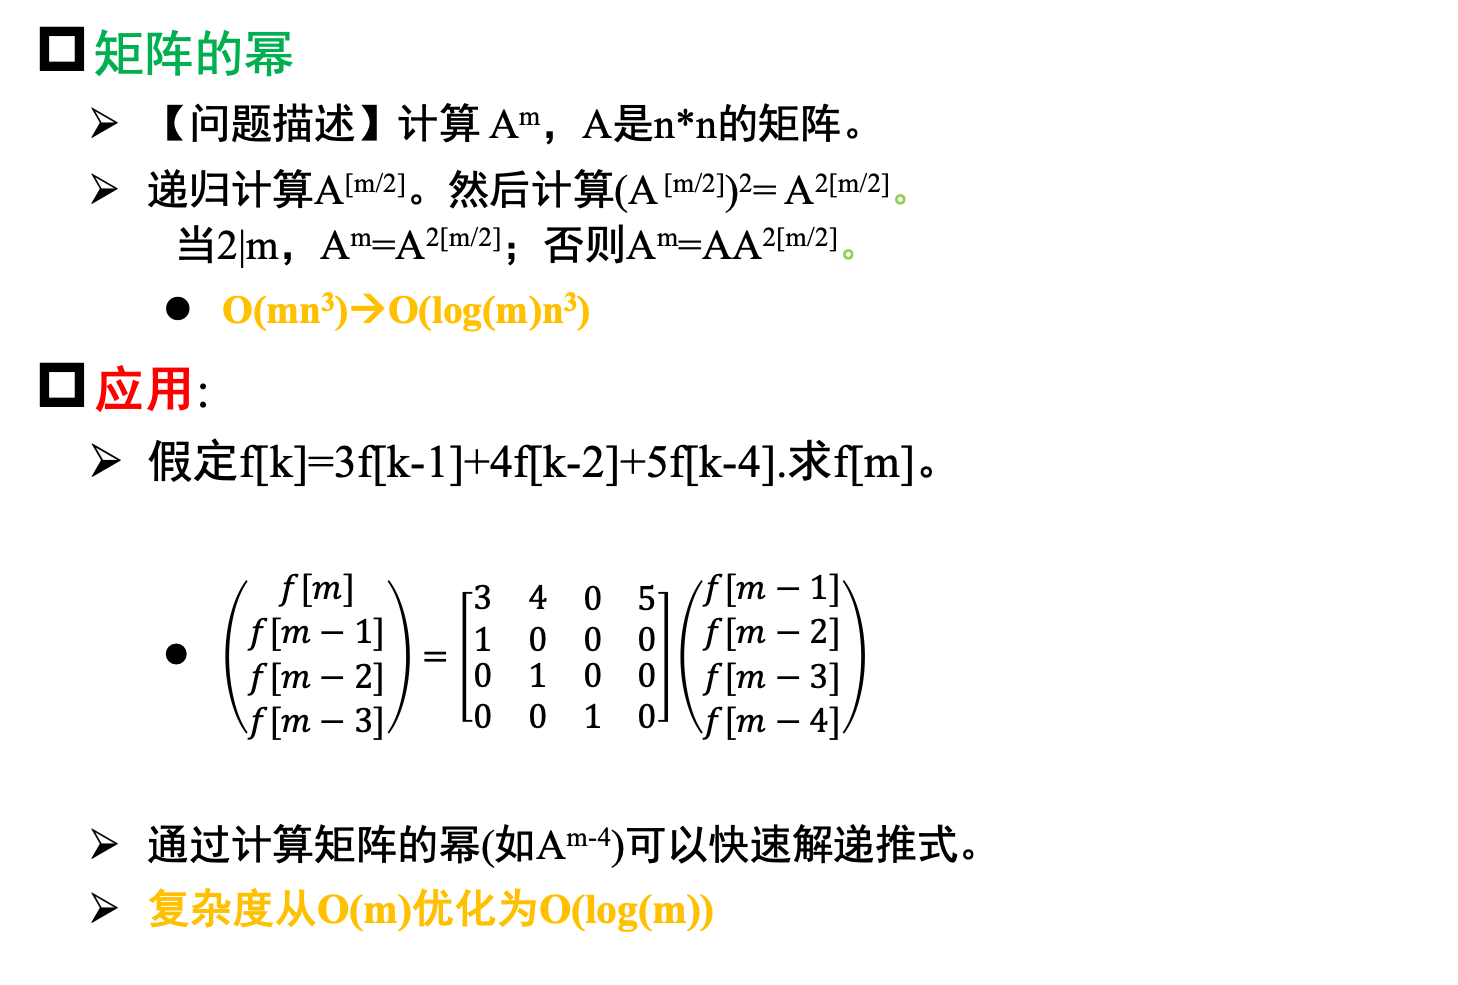 矩阵的幂
【问题描述】计算 Aᵐ，A是n*n的矩阵。
递归计算A^[m/2]。然后计算(A^[m/2])²= A^2[m/2]。
当2|m，Aᵐ=A^2[m/2]；否则Aᵐ=AA^2[m/2]。
O(mn³)→O(log(m)n³)
应用:
假定f[k]=3f[k-1]+4f[k-2]+5f[k-4].求f[m]。
f[m] 3 4 0 5 f[m − 1]
f[m − 1] 1 0 0 0 f[m − 2]
=
f[m − 2] 0 1 0 0 f[m − 3]
f[m − 3] 0 0 1 0 f[m − 4]
通过计算矩阵的幂(如A^m-4)可以快速解递推式。
复杂度从O(m)优化为O(log(m))